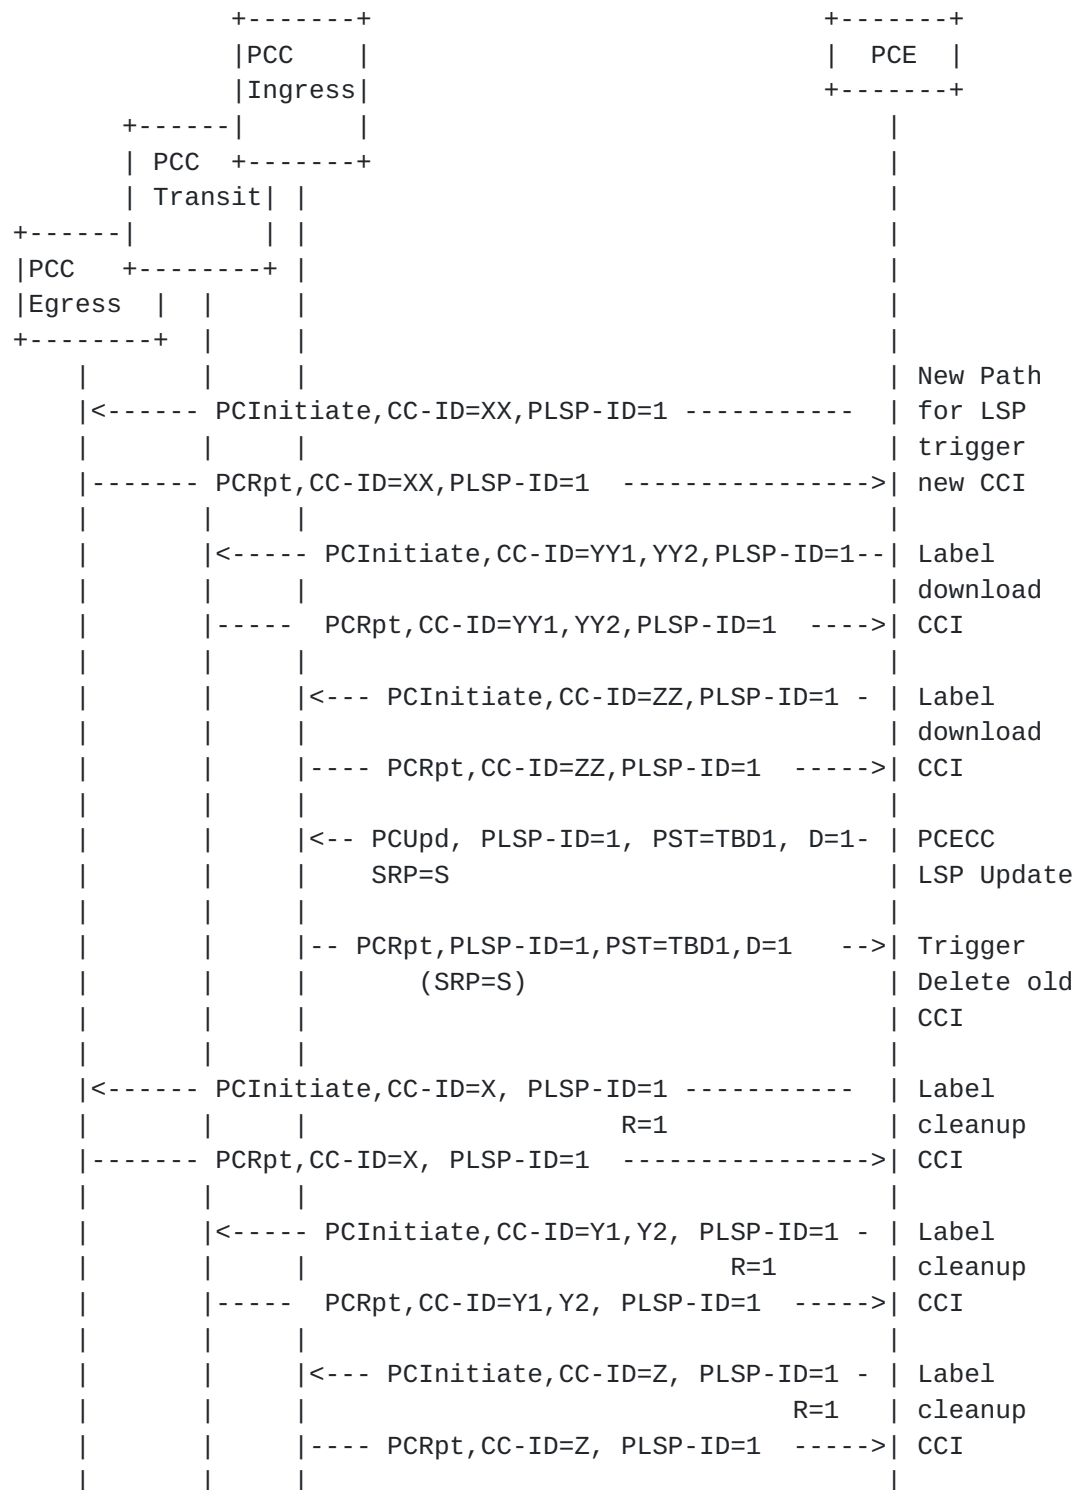 +-------+                             +-------+
              |PCC    |                             |  PCE  |
              |Ingress|                             +-------+
       +------|       |                                 |
       | PCC  +-------+                                 |
       | Transit| |                                     |
+------|        | |                                     |
|PCC   +--------+ |                                     |
|Egress  |  |     |                                     |
+--------+  |     |                                     |
    |       |     |                                     | New Path
    |<------ PCInitiate,CC-ID=XX,PLSP-ID=1 -----------  | for LSP
    |       |     |                                     | trigger
    |------- PCRpt,CC-ID=XX,PLSP-ID=1  ---------------->| new CCI
    |       |     |                                     |
    |       |<----- PCInitiate,CC-ID=YY1,YY2,PLSP-ID=1--| Label
    |       |     |                                     | download
    |       |-----  PCRpt,CC-ID=YY1,YY2,PLSP-ID=1  ---->| CCI
    |       |     |                                     |
    |       |     |<--- PCInitiate,CC-ID=ZZ,PLSP-ID=1 - | Label
    |       |     |                                     | download
    |       |     |---- PCRpt,CC-ID=ZZ,PLSP-ID=1  ----->| CCI
    |       |     |                                     |
    |       |     |<-- PCUpd, PLSP-ID=1, PST=TBD1, D=1- | PCECC
    |       |     |    SRP=S                            | LSP Update
    |       |     |                                     |
    |       |     |-- PCRpt,PLSP-ID=1,PST=TBD1,D=1   -->| Trigger
    |       |     |       (SRP=S)                       | Delete old
    |       |     |                                     | CCI
    |       |     |                                     |
    |<------ PCInitiate,CC-ID=X, PLSP-ID=1 -----------  | Label
    |       |     |                    R=1              | cleanup
    |------- PCRpt,CC-ID=X, PLSP-ID=1  ---------------->| CCI
    |       |     |                                     |
    |       |<----- PCInitiate,CC-ID=Y1,Y2, PLSP-ID=1 - | Label
    |       |     |                           R=1       | cleanup
    |       |-----  PCRpt,CC-ID=Y1,Y2, PLSP-ID=1  ----->| CCI
    |       |     |                                     |
    |       |     |<--- PCInitiate,CC-ID=Z, PLSP-ID=1 - | Label
    |       |     |                               R=1   | cleanup
    |       |     |---- PCRpt,CC-ID=Z, PLSP-ID=1  ----->| CCI
    |       |     |                                     |